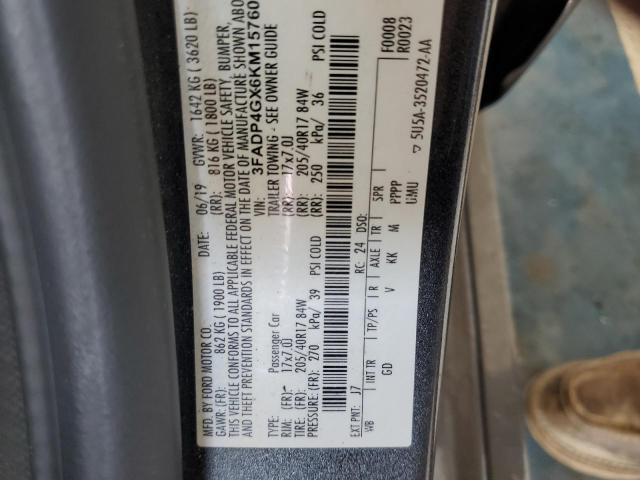 MFD. BY FORD MOTOR CO.
DATE: 06/19 GVWR: 1642 KG ( 3620 LB)
GAWR: (FR): 862 KG ( 1900 LB) (RR): 816 KG ( 1800 LB)
THIS VEHICLE CONFORMS TO ALL APPLICABLE FEDERAL MOTOR VEHICLE SAFETY, BUMPER,
AND THEFT PREVENTION STANDARDS IN EFFECT ON THE DATE OF MANUFACTURE SHOWN
VIN: 3FADP4GX6KM15760
TYPE: Passenger Car TRAILER TOWING - SEE OWNER GUIDE
RIM: (FR): 17x7.0J (RR): 17x7.0J
TIRE: (FR): 205/40R17 84W (RR): 205/40R17 84W
PRESSURE: (FR): 270 kPa/ 39 PSI COLD (RR): 250 kPa/ 36 PSI COLD
EXT PNT: J7 RC: 24 DSO: F0008
R0023
WB INT TR TP/PS R AXLE TR SPR
GD V KK M PPPP
UMU
▽ 5U5A-3520472-AA